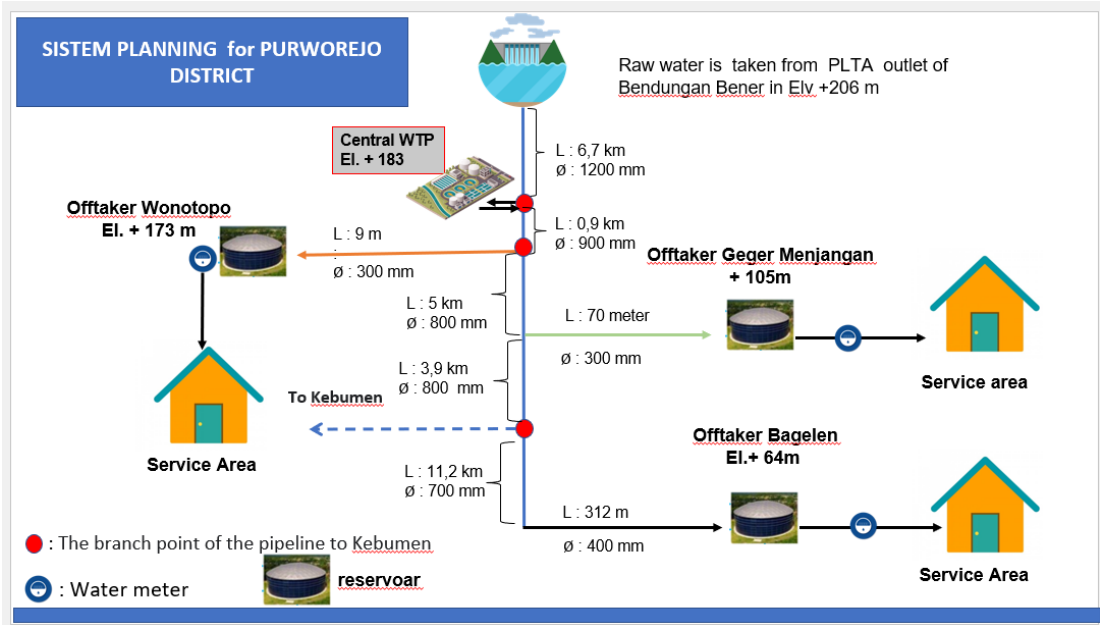 SISTEM PLANNING for PURWOREJO
DISTRICT
Raw water is taken from PLTA outlet of
Bendungan Bener in Elv +206 m
Central WTP
El. + 183
L : 6,7 km
Ø : 1200 mm
Offtaker Wonotopo
El. + 173 m
L : 9 m
:
Ø : 300 mm
L : 0,9 km
Ø : 900 mm
Offtaker Geger Menjangan
+ 105m
L : 5 km
Ø : 800 mm
L : 70 meter
Ø : 300 mm
Service area
L : 3,9 km
Ø : 800 mm
To Kebumen
Service Area
Offtaker Bagelen
El.+ 64m
L : 11,2 km
Ø : 700 mm
L : 312 m
Ø : 400 mm
Service Area
: The branch point of the pipeline to Kebumen
: Water meter
reservoar